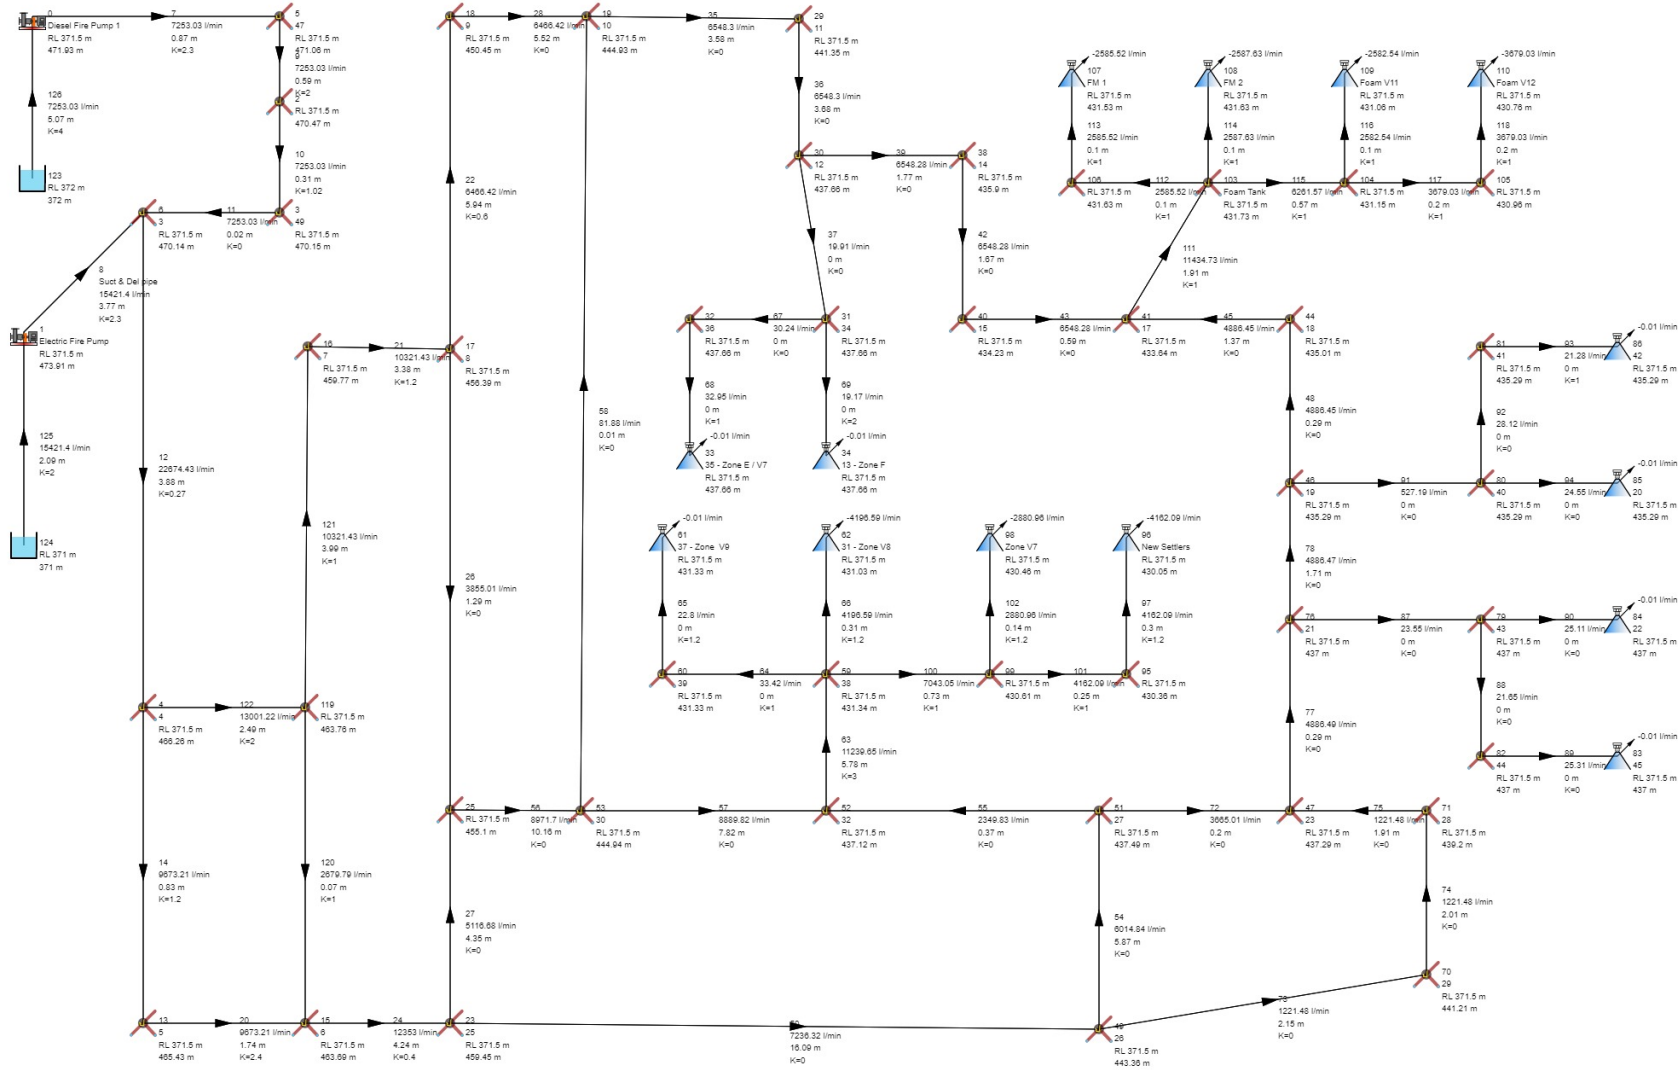 0
Diesel Fire Pump 1
RL 371.5 m
471.93 m
7
7253.03 l/min
0.87 m
K=2.3
5
47
RL 371.5 m
471.06 m
9
7253.03 l/min
0.59 m
K=2
2
RL 371.5 m
470.47 m
10
7253.03 l/min
0.31 m
K=1.02
3
49
RL 371.5 m
470.15 m
11
7253.03 l/min
0.02 m
K=0
6
3
RL 371.5 m
470.14 m
126
7253.03 l/min
5.07 m
K=4
123
RL 372 m
372 m
8
Suct & Del pipe
15421.4 l/min
3.77 m
K=2.3
1
Electric Fire Pump
RL 371.5 m
473.91 m
125
15421.4 l/min
2.09 m
K=2
124
RL 371 m
371 m
12
22674.43 l/min
3.88 m
K=0.27
4
4
RL 371.5 m
466.26 m
122
13001.22 l/min
2.49 m
K=2
119
RL 371.5 m
463.76 m
121
10321.43 l/min
3.99 m
K=1
16
7
RL 371.5 m
459.77 m
21
10321.43 l/min
3.38 m
K=1.2
17
8
RL 371.5 m
456.39 m
14
9673.21 l/min
0.83 m
K=1.2
13
5
RL 371.5 m
465.43 m
20
9673.21 l/min
1.74 m
K=2.4
120
2679.79 l/min
0.07 m
K=1
15
6
RL 371.5 m
463.69 m
24
12353 l/min
4.24 m
K=0.4
23
25
RL 371.5 m
459.45 m
22
6466.42 l/min
5.94 m
K=0.6
18
9
RL 371.5 m
450.45 m
28
6466.42 l/min
5.52 m
K=0
19
10
RL 371.5 m
444.93 m
35
6548.3 l/min
3.58 m
K=0
29
11
RL 371.5 m
441.35 m
36
6548.3 l/min
3.68 m
K=0
30
12
RL 371.5 m
437.66 m
39
6548.28 l/min
1.77 m
K=0
38
14
RL 371.5 m
435.9 m
42
6548.28 l/min
1.67 m
K=0
40
15
RL 371.5 m
434.23 m
43
6548.28 l/min
0.59 m
K=0
41
17
RL 371.5 m
433.64 m
45
4886.45 l/min
1.37 m
K=0
44
18
RL 371.5 m
435.01 m
37
19.91 l/min
0 m
K=0
31
34
RL 371.5 m
437.66 m
67
30.24 l/min
0 m
K=0
32
36
RL 371.5 m
437.66 m
68
32.95 l/min
0 m
K=1
-0.01 l/min
33
35 - Zone E / V7
RL 371.5 m
437.66 m
69
19.17 l/min
0 m
K=2
-0.01 l/min
34
13 - Zone F
RL 371.5 m
437.66 m
111
11434.73 l/min
1.91 m
K=1
103
Foam Tank
RL 371.5 m
431.73 m
112
2585.52 l/min
0.1 m
K=1
106
RL 371.5 m
431.63 m
113
2585.52 l/min
0.1 m
K=1
-2585.52 l/min
107
FM 1
RL 371.5 m
431.53 m
114
2587.63 l/min
0.1 m
K=1
-2587.63 l/min
108
FM 2
RL 371.5 m
431.63 m
115
6261.57 l/min
0.57 m
K=1
104
RL 371.5 m
431.15 m
116
2582.54 l/min
0.1 m
K=1
-2582.54 l/min
109
Foam V11
RL 371.5 m
431.06 m
117
3679.03 l/min
0.2 m
K=1
105
RL 371.5 m
430.96 m
118
3679.03 l/min
0.2 m
K=1
-3679.03 l/min
110
Foam V12
RL 371.5 m
430.76 m
48
4886.45 l/min
0.29 m
K=0
46
19
RL 371.5 m
435.29 m
91
527.19 l/min
0 m
K=0
80
40
RL 371.5 m
435.29 m
92
28.12 l/min
0 m
K=0
81
41
RL 371.5 m
435.29 m
93
21.28 l/min
0 m
K=1
-0.01 l/min
86
42
RL 371.5 m
435.29 m
94
24.55 l/min
0 m
K=0
-0.01 l/min
85
20
RL 371.5 m
435.29 m
78
4886.47 l/min
1.71 m
K=0
76
21
RL 371.5 m
437 m
87
23.55 l/min
0 m
K=0
79
43
RL 371.5 m
437 m
90
25.11 l/min
0 m
K=0
-0.01 l/min
84
22
RL 371.5 m
437 m
88
21.65 l/min
0 m
K=0
82
44
RL 371.5 m
437 m
89
25.31 l/min
0 m
K=0
-0.01 l/min
83
45
RL 371.5 m
437 m
77
4886.49 l/min
0.29 m
K=0
47
23
RL 371.5 m
437.29 m
75
1221.48 l/min
1.91 m
K=0
71
28
RL 371.5 m
439.2 m
74
1221.48 l/min
2.01 m
K=0
70
29
RL 371.5 m
441.21 m
1221.48 l/min
2.15 m
K=0
58
81.88 l/min
0.01 m
K=0
26
3855.01 l/min
1.29 m
K=0
25
RL 371.5 m
455.1 m
27
5116.68 l/min
4.35 m
K=0
56
8971.7 l/min
10.16 m
K=0
53
30
RL 371.5 m
444.94 m
57
8889.82 l/min
7.82 m
K=0
52
32
RL 371.5 m
437.12 m
55
2349.83 l/min
0.37 m
K=0
51
27
RL 371.5 m
437.49 m
72
3665.01 l/min
0.2 m
K=0
54
6014.84 l/min
5.87 m
K=0
49
26
RL 371.5 m
443.36 m
7236.32 l/min
16.09 m
K=0
63
11239.65 l/min
5.78 m
K=3
59
38
RL 371.5 m
431.34 m
64
33.42 l/min
0 m
K=1
60
39
RL 371.5 m
431.33 m
65
22.8 l/min
0 m
K=1.2
-0.01 l/min
61
37 - Zone V9
RL 371.5 m
431.33 m
66
4196.59 l/min
0.31 m
K=1.2
-4196.59 l/min
62
31 - Zone V8
RL 371.5 m
431.03 m
100
7043.05 l/min
0.73 m
K=1
99
RL 371.5 m
430.61 m
102
2880.96 l/min
0.14 m
K=1.2
-2880.96 l/min
98
Zone V7
RL 371.5 m
430.46 m
101
4162.09 l/min
0.25 m
K=1
95
RL 371.5 m
430.36 m
97
4162.09 l/min
0.3 m
K=1.2
-4162.09 l/min
96
New Settlers
RL 371.5 m
430.05 m